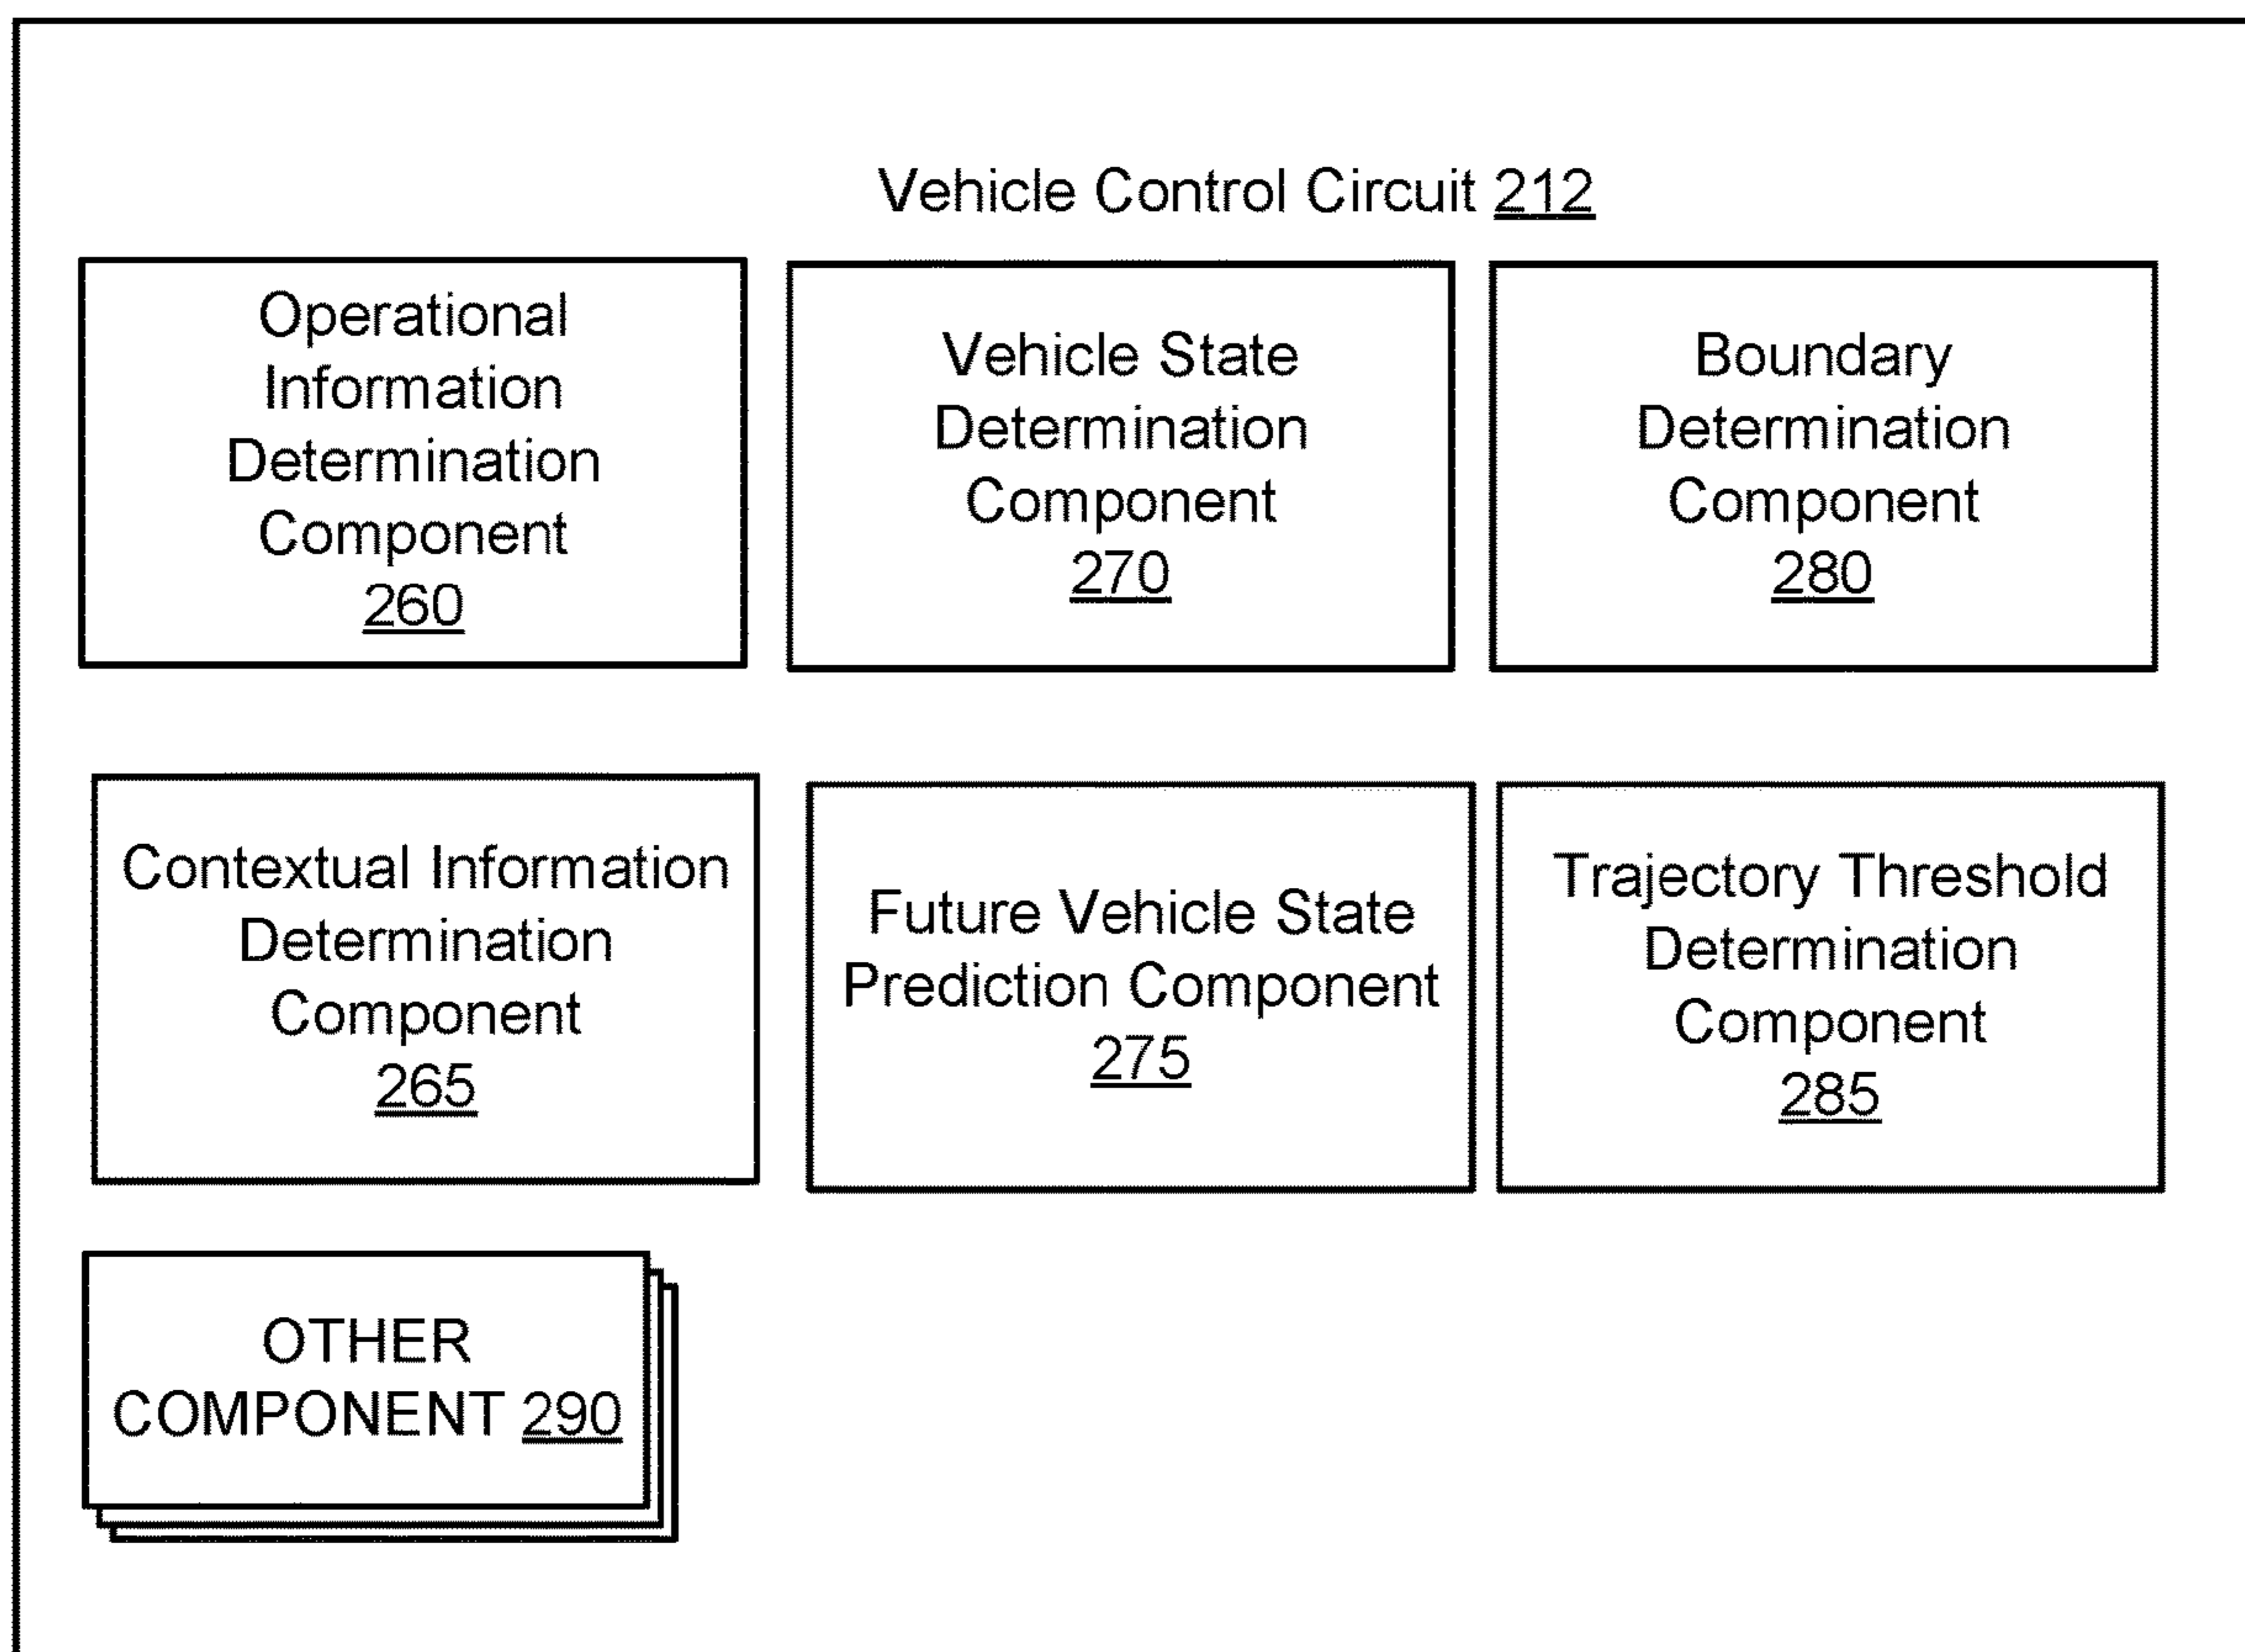 Vehicle Control Circuit 212
Operational
Information
Determination
Component
260
Vehicle State
Determination
Component
270
Boundary
Determination
Component
280
Contextual Information
Determination
Component
265
Future Vehicle State
Prediction Component
275
Trajectory Threshold
Determination
Component
285
OTHER
COMPONENT 290